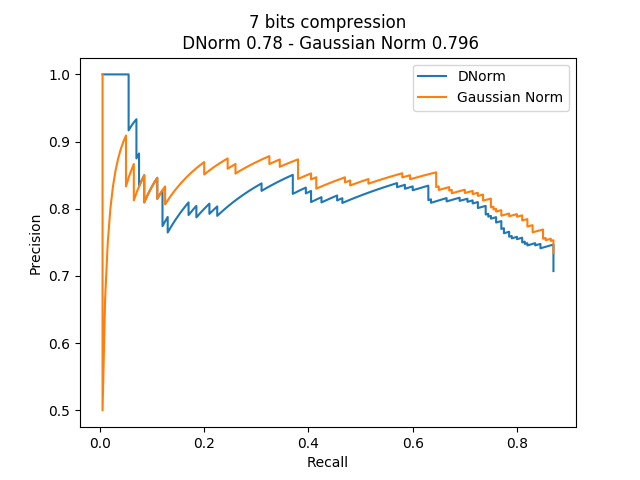 7 bits compression
DNorm 0.78 - Gaussian Norm 0.796
DNorm
Gaussian Norm
1.0
0.9
0.8
0.7
0.6
0.5
Precision
0.0 0.2 0.4 0.6 0.8
Recall